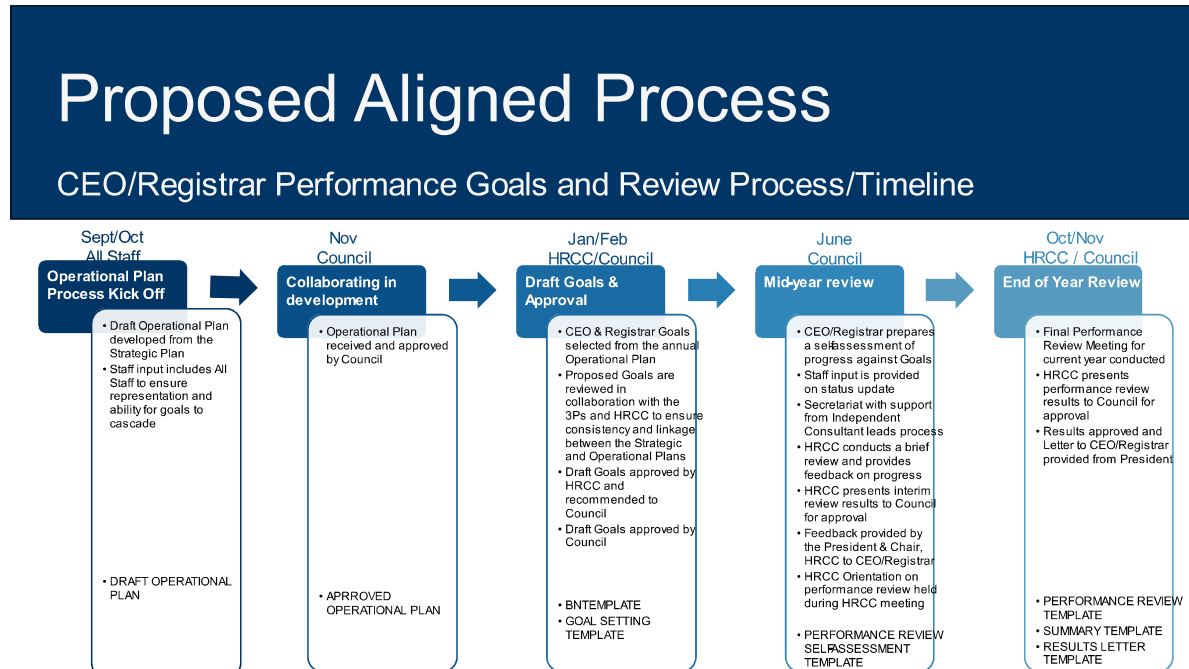 Proposed Aligned Process
CEO/Registrar Performance Goals and Review Process/Timeline
Sept/Oct
All Staff
Operational Plan
Process Kick Off
• Draft Operational Plan
developed from the
Strategic Plan
• Staff input includes All
Staff to ensure
representation and
ability for goals to
cascade
• DRAFT OPERATIONAL
PLAN
Nov
Council
Collaborating in
development
• Operational Plan
received and approved
by Council
• APRROVED
OPERATIONAL PLAN
Jan/Feb
HRCC/Council
Draft Goals &
Approval
• CEO & Registrar Goals
selected from the annual
Operational Plan
• Proposed Goals are
reviewed in
collaboration with the
3Ps and HRCC to ensure
consistency and linkage
between the Strategic
and Operational Plans
• Draft Goals approved by
HRCC and
recommended to
Council
• Draft Goals approved by
Council
• BNTEMPLATE
• GOAL SETTING
TEMPLATE
June
Council
Mid-year review
• CEO/Registrar prepares
a self-assessment of
progress against Goals
• Staff input is provided
on status update
• Secretariat with support
from Independent
Consultant leads process
• HRCC conducts a brief
review and provides
feedback on progress
• HRCC presents interim
review results to Council
for approval
• Feedback provided by
the President & Chair,
HRCC to CEO/Registrar
• HRCC Orientation on
performance review held
during HRCC meeting
• PERFORMANCE REVIEW
SELF-ASSESSMENT
TEMPLATE
Oct/Nov
HRCC / Council
End of Year Review
• Final Performance
Review Meeting for
current year conducted
• HRCC presents
performance review
results to Council for
approval
• Results approved and
Letter to CEO/Registrar
provided from President
• PERFORMANCE REVIEW
TEMPLATE
• SUMMARY TEMPLATE
• RESULTS LETTER
TEMPLATE